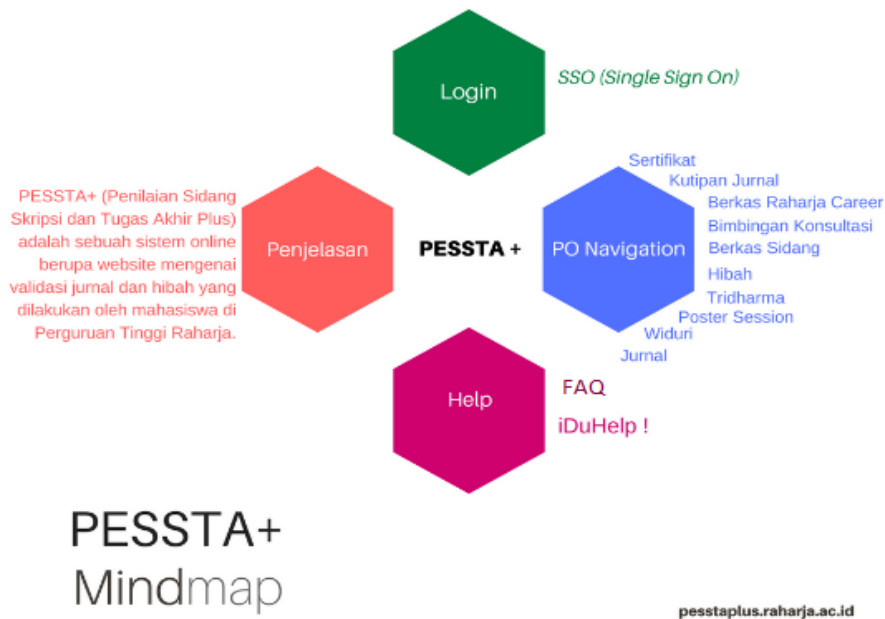 Login
SSO (Single Sign On)
PESSTA+ (Penilaian Sidang
Skripsi dan Tugas Akhir Plus)
adalah sebuah sistem online
berupa website mengenai
validasi jurnal dan hibah yang
dilakukan oleh mahasiswa di
Perguruan Tinggi Raharja.
Penjelasan
PESSTA +
PO Navigation
Sertifikat
Kutipan Jurnal
Berkas Raharja Career
Bimbingan Konsultasi
Berkas Sidang
Hibah
Tridharma
Poster Session
Widuri
Jurnal
Help
FAQ
iDuHelp !
PESSTA+
Mindmap
pesstaplus.raharja.ac.id